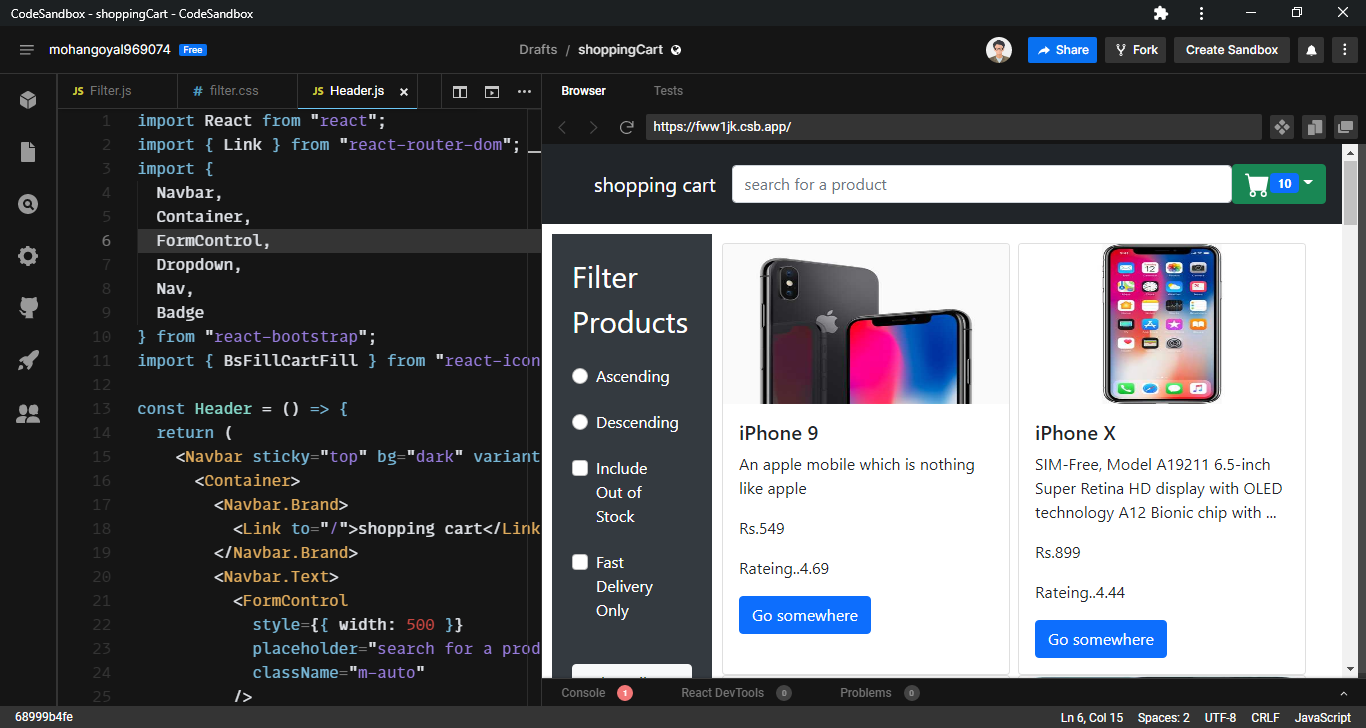 CodeSandbox - shoppingCart - CodeSandbox
mohangoyal969074 Free
Drafts / shoppingCart
Share
Fork
Create Sandbox
JS Filter.js
# filter.css
JS Header.js
1 import React from "react";
2 import { Link } from "react-router-dom";
3 import {
4 Navbar,
5 Container,
6 FormControl,
7 Dropdown,
8 Nav,
9 Badge
10 } from "react-bootstrap";
11 import { BsFillCartFill } from "react-icon
12
13 const Header = () => {
14 return (
15 <Navbar sticky="top" bg="dark" variant
16 <Container>
17 <Navbar.Brand>
18 <Link to="/">shopping cart</Link
19 </Navbar.Brand>
20 <Navbar.Text>
21 <FormControl
22 style={{ width: 500 }}
23 placeholder="search for a prod
24 className="m-auto"
25 />
Browser
Tests
https://fww1jk.csb.app/
shopping cart
search for a product
10
Filter
Products
Ascending
Descending
Include
Out of
Stock
Fast
Delivery
Only
iPhone 9
An apple mobile which is nothing
like apple
Rs.549
Rateing..4.69
Go somewhere
iPhone X
SIM-Free, Model A19211 6.5-inch
Super Retina HD display with OLED
technology A12 Bionic chip with ...
Rs.899
Rateing..4.44
Go somewhere
Console 1
React DevTools 0
Problems 0
68999b4fe
Ln 6, Col 15
Spaces: 2
UTF-8
CRLF
JavaScript